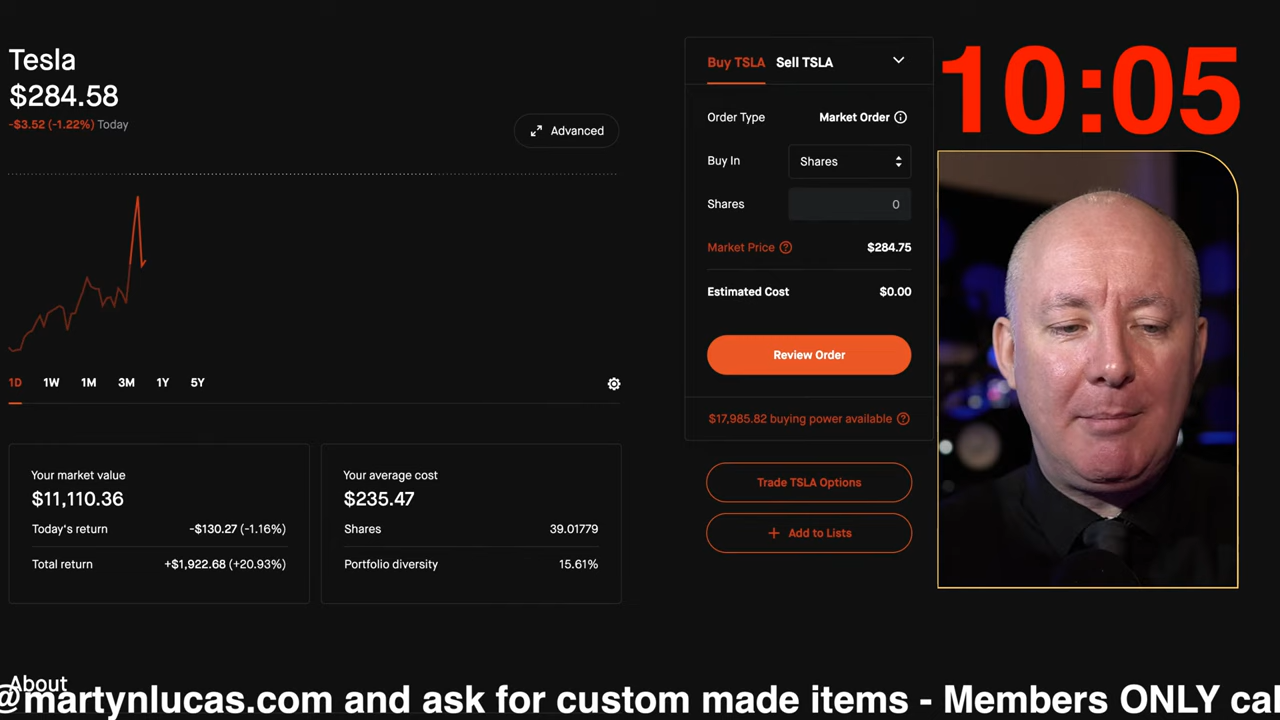 Tesla
$284.58
-$3.52 (-1.22%) Today
Advanced
1D 1W 1M 3M 1Y 5Y
Your market value
$11,110.36
Today's return -$130.27 (-1.16%)
Total return +$1,922.68 (+20.93%)
Your average cost
$235.47
Shares 39.01779
Portfolio diversity 15.61%
About
Buy TSLA Sell TSLA
Order Type Market Order
Buy In Shares
Shares 0
Market Price $284.75
Estimated Cost $0.00
Review Order
$17,985.82 buying power available
Trade TSLA Options
+ Add to Lists
10:05
@martynlucas.com and ask for custom made items - Members ONLY cal